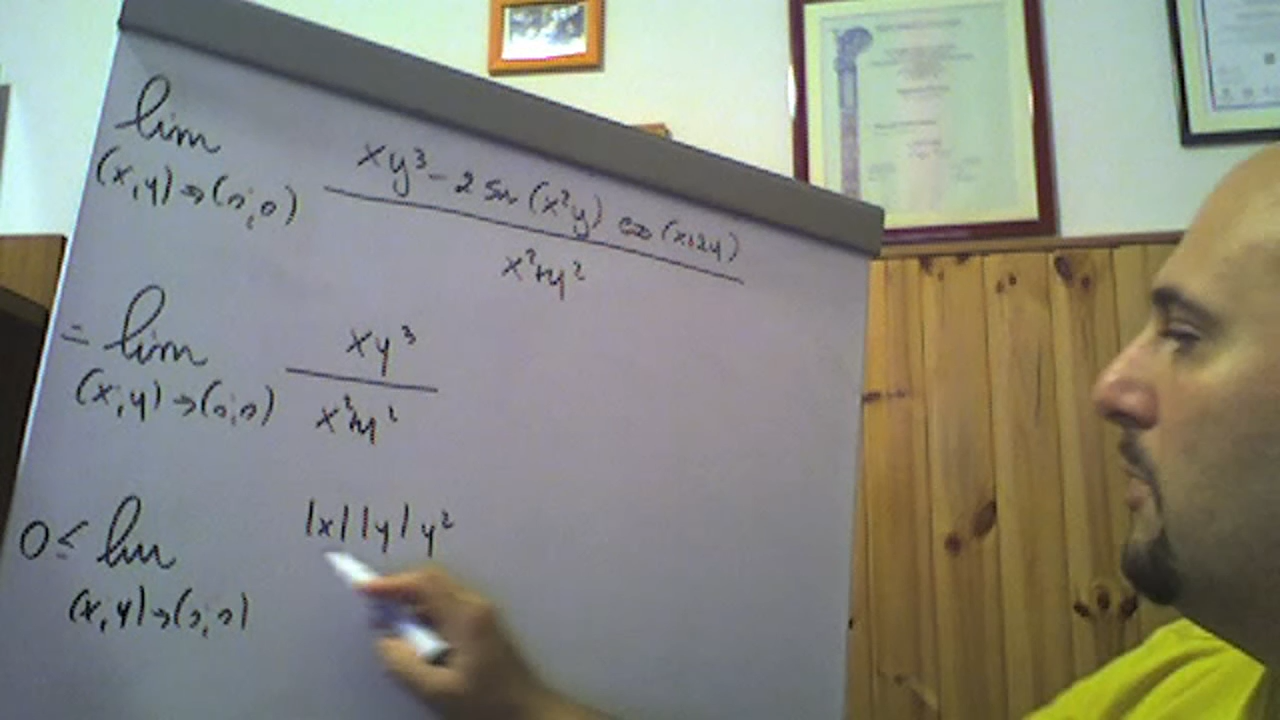 lim
(x,y)→(0,0)
xy³-2 sin (x²y) cos (x+2y)
x²+y²
= lim
(x,y)→(0,0)
xy³
x²+y²
0≤ lim
(x,y)→(0,0)
|x||y|y²